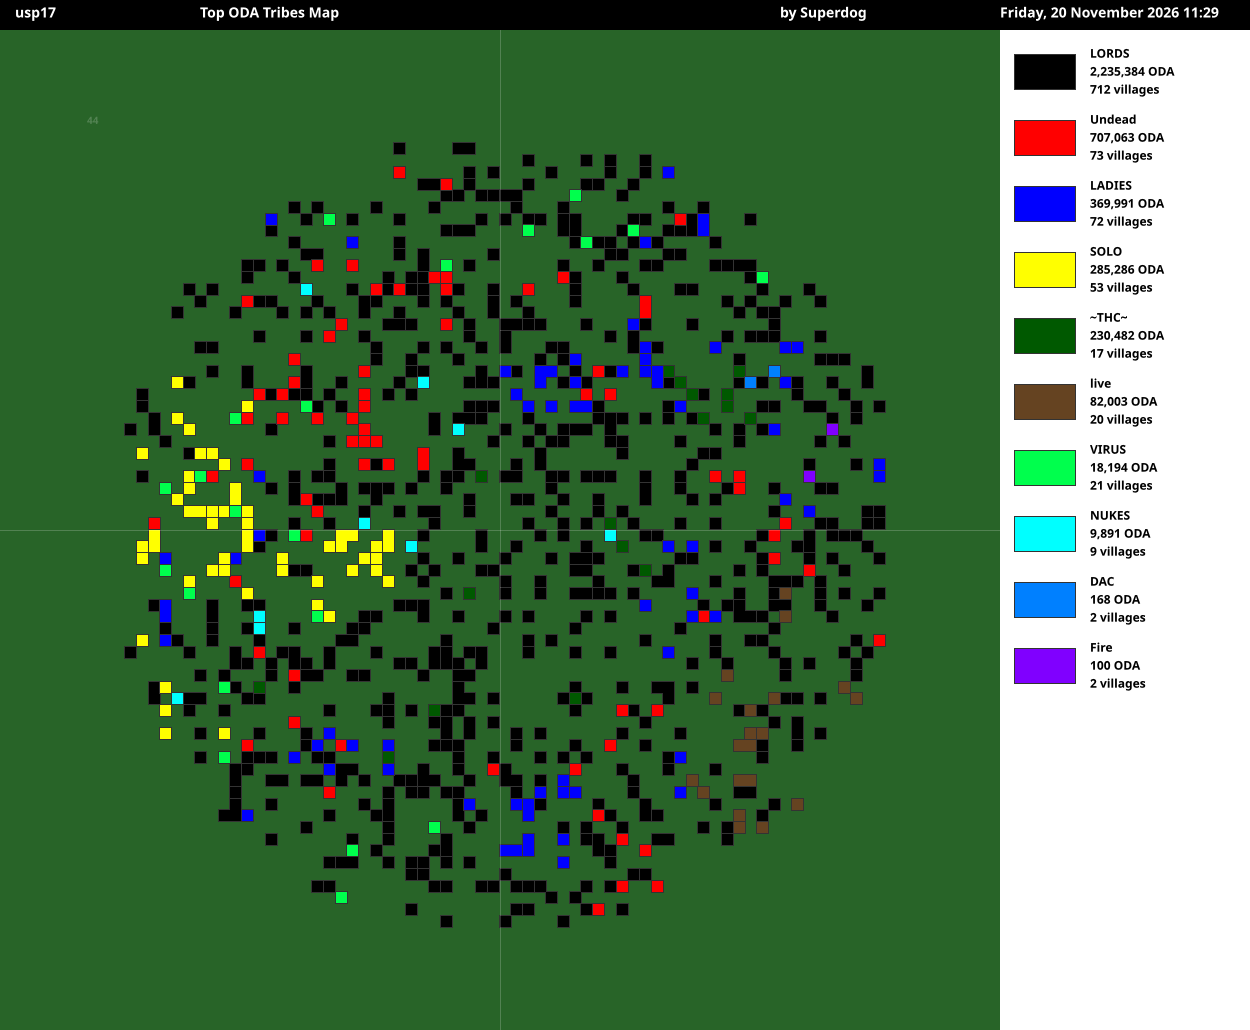 usp17 Top ODA Tribes Map by Superdog Friday, 20 November 2026 11:29
44
LORDS
2,235,384 ODA
712 villages
Undead
707,063 ODA
73 villages
LADIES
369,991 ODA
72 villages
SOLO
285,286 ODA
53 villages
~THC~
230,482 ODA
17 villages
live
82,003 ODA
20 villages
VIRUS
18,194 ODA
21 villages
NUKES
9,891 ODA
9 villages
DAC
168 ODA
2 villages
Fire
100 ODA
2 villages